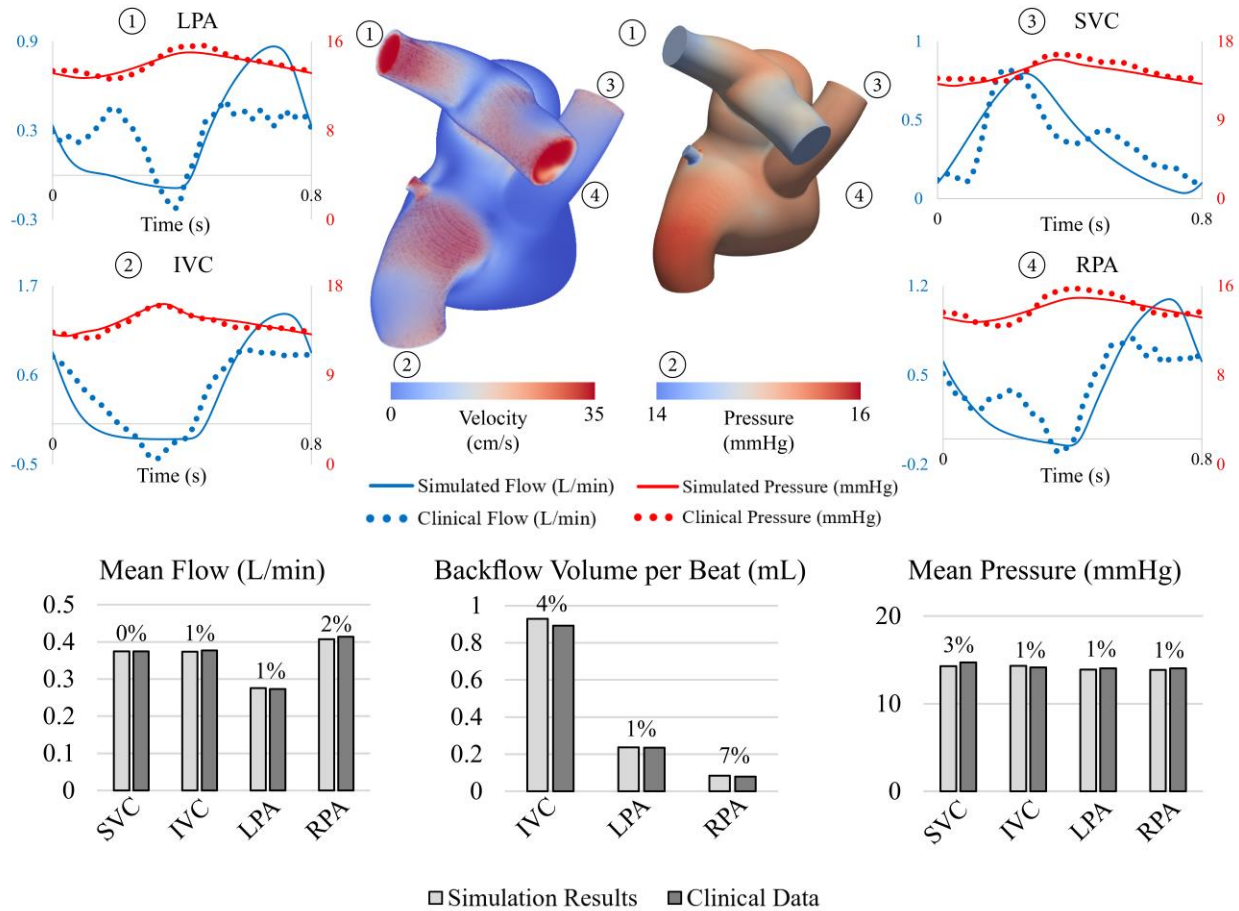 ① LPA
0.9
16
0.3
8
-0.3
0
0
0.8
Time (s)
② IVC
1.7
18
0.6
9
-0.5
0
0
0.8
Time (s)
①
③
④
②
0
35
Velocity
(cm/s)
①
③
④
②
14
16
Pressure
(mmHg)
③ SVC
1
18
0.5
9
0
0
0
0.8
Time (s)
④ RPA
1.2
16
0.5
8
-0.2
0
0
0.8
Time (s)
Simulated Flow (L/min)
Simulated Pressure (mmHg)
Clinical Flow (L/min)
Clinical Pressure (mmHg)
Mean Flow (L/min)
0.5
0.4
0.3
0.2
0.1
0
0%
1%
1%
2%
SVC
IVC
LPA
RPA
Backflow Volume per Beat (mL)
1
0.8
0.6
0.4
0.2
0
4%
1%
7%
IVC
LPA
RPA
Mean Pressure (mmHg)
20
10
0
3%
1%
1%
1%
SVC
IVC
LPA
RPA
Simulation Results
Clinical Data